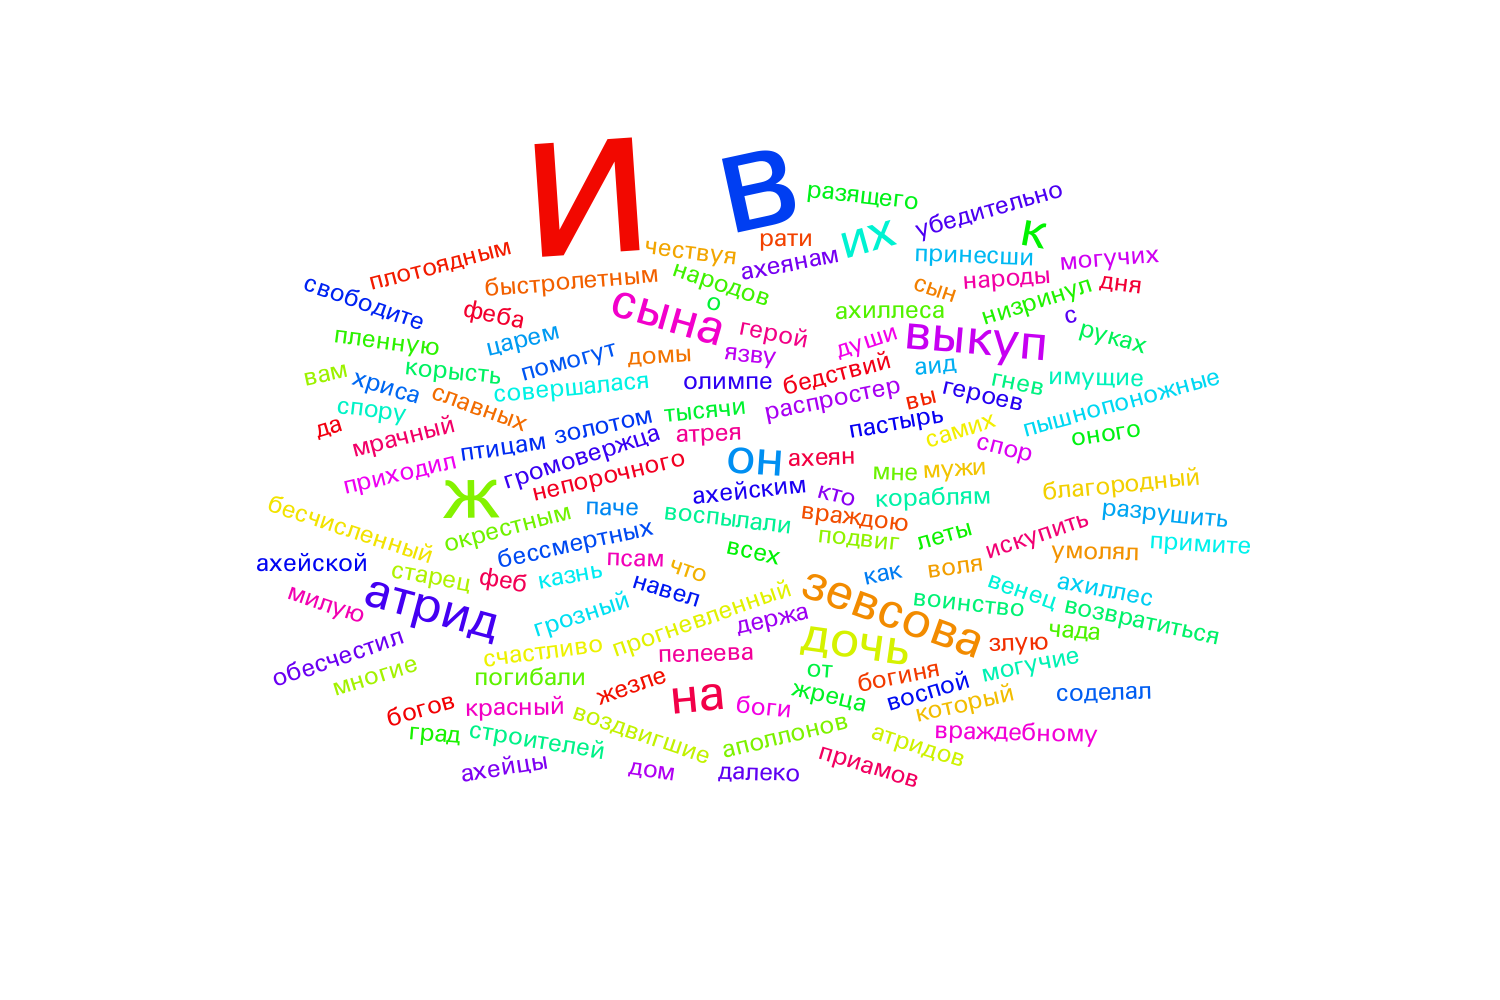 И
в
разящего
убедительно
их
к
рати
чествуя
плотоядным
ахеянам
принесши
могучих
быстролетным
народов
народы
дня
свободите
сын
низринул
феба
сына
о
ахиллеса
с
герой
души
выкуп
руках
пленную
царем
язву
домы
помогут
корысть
вам
хриса
олимпе
бедствий
аид
гнев
имущие
совершалася
распростер
вы
героев
пышнопоножные
спору
славных
тысячи
да
мрачный
птицам
золотом
атрея
пастырь
самих
оного
спор
громовержца
он
ахеян
приходил
непорочного
мне
мужи
ж
ахейским
кто
кораблям
благородный
бесчисленный
окрестным
паче
воспылали
враждою
разрушить
подвиг
леты
искупить
бессмертных
всех
умолял
примите
ахейской
старец
феб
казнь
псам
что
навел
как
воля
венец
ахиллес
милую
атрид
грозный
прогневленный
держа
зевсова
воинство
возвратиться
чада
дочь
обесчестил
счастливо
пелеева
злую
многие
погибали
жезле
на
от
богиня
могучие
жреца
воспой
соделал
богов
красный
боги
который
град
строителей
воздвигшие
аполлонов
атридов
враждебному
ахейцы
дом
далеко
приамов